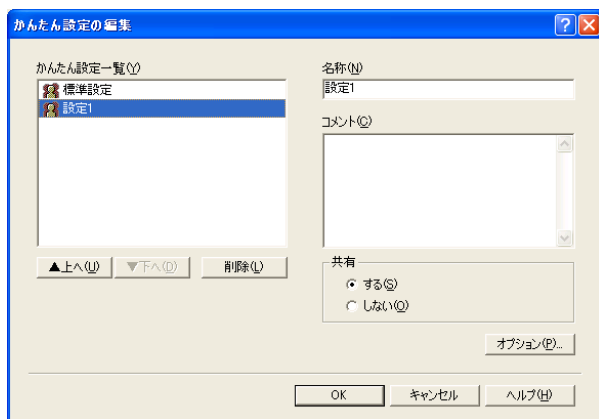 かんたん設定の編集
かんたん設定一覧(Y)
標準設定
設定1
▲上へ(U)
▼下へ(D)
削除(L)
名称(N)
設定1
コメント(C)
共有
する(S)
しない(O)
オプション(P)...
OK
キャンセル
ヘルプ(H)